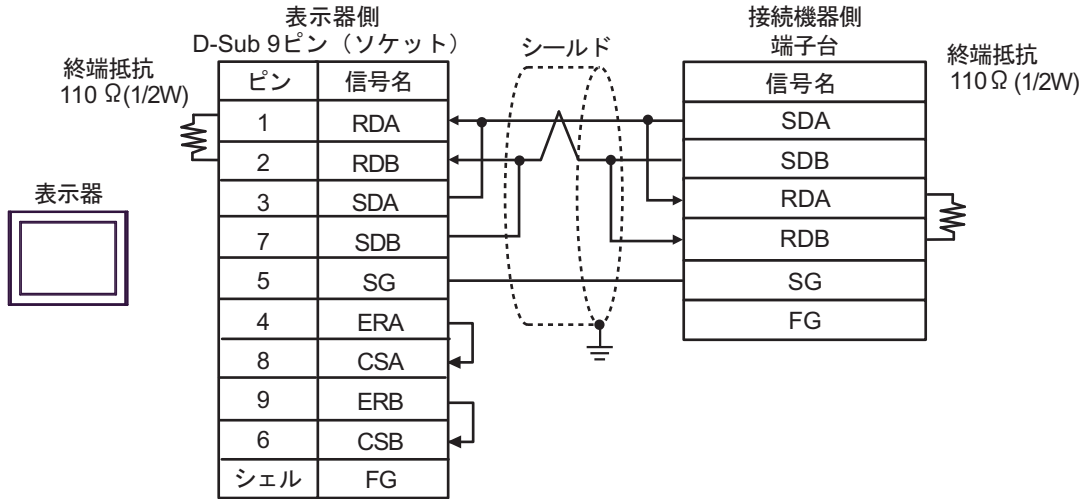 表示器側
D-Sub 9ピン（ソケット）
シールド
接続機器側
端子台
終端抵抗
110 Ω(1/2W)
終端抵抗
110 Ω (1/2W)
表示器
ピン 信号名
1 RDA
2 RDB
3 SDA
7 SDB
5 SG
4 ERA
8 CSA
9 ERB
6 CSB
シェル FG
信号名
SDA
SDB
RDA
RDB
SG
FG